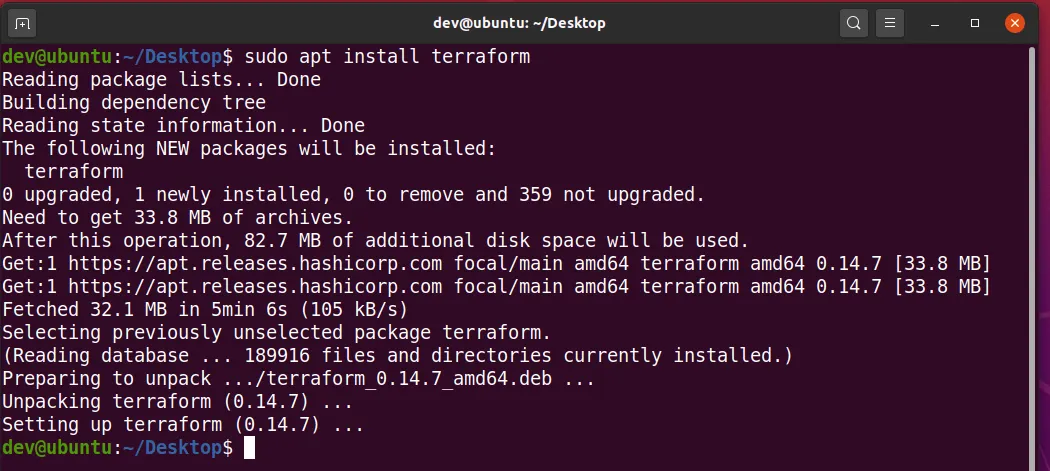 dev@ubuntu: ~/Desktop
dev@ubuntu:~/Desktop$ sudo apt install terraform
Reading package lists... Done
Building dependency tree
Reading state information... Done
The following NEW packages will be installed:
  terraform
0 upgraded, 1 newly installed, 0 to remove and 359 not upgraded.
Need to get 33.8 MB of archives.
After this operation, 82.7 MB of additional disk space will be used.
Get:1 https://apt.releases.hashicorp.com focal/main amd64 terraform amd64 0.14.7 [33.8 MB]
Get:1 https://apt.releases.hashicorp.com focal/main amd64 terraform amd64 0.14.7 [33.8 MB]
Fetched 32.1 MB in 5min 6s (105 kB/s)
Selecting previously unselected package terraform.
(Reading database ... 189916 files and directories currently installed.)
Preparing to unpack .../terraform_0.14.7_amd64.deb ...
Unpacking terraform (0.14.7) ...
Setting up terraform (0.14.7) ...
dev@ubuntu:~/Desktop$